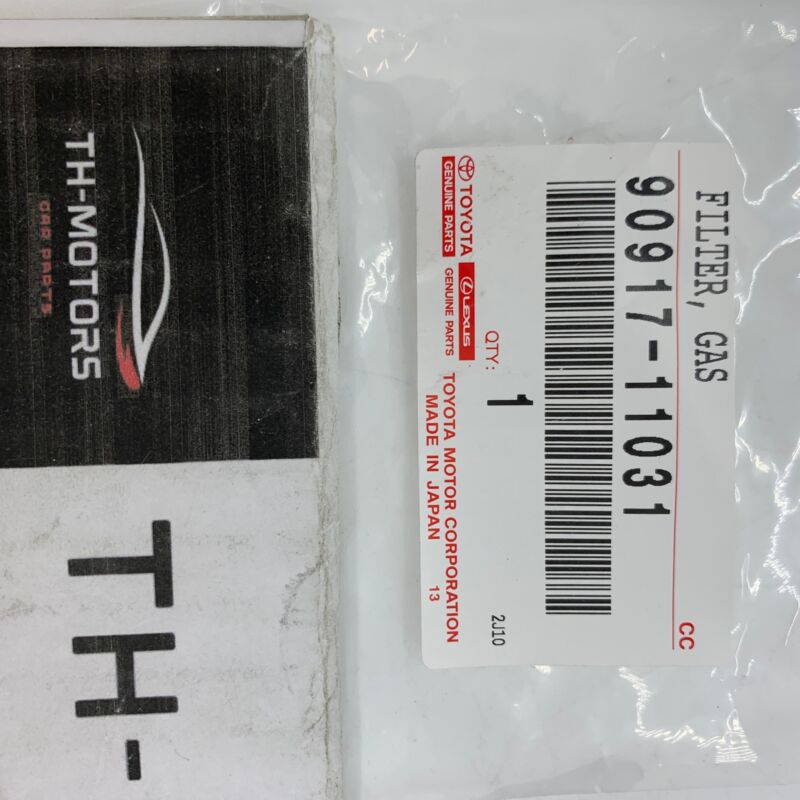 TH-MOTORS
CAR PARTS
TH-
FILTER, GAS
CC
90917-11031
QTY:
1
2J10
TOYOTA
GENUINE PARTS
LEXUS
GENUINE PARTS
TOYOTA MOTOR CORPORATION
MADE IN JAPAN
13